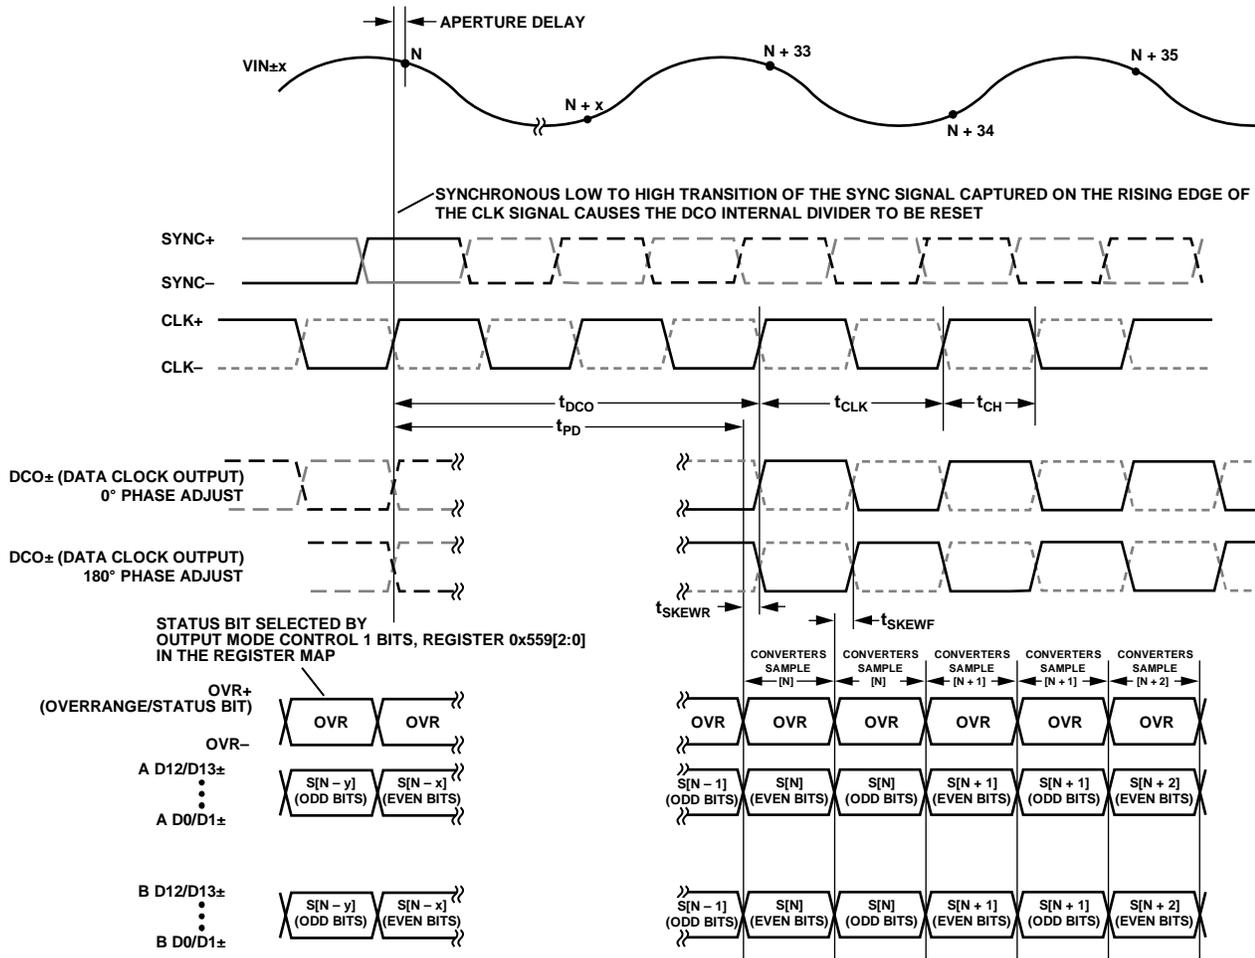 APERTURE DELAY
VIN±x
N
N + x
N + 33
N + 34
N + 35
SYNCHRONOUS LOW TO HIGH TRANSITION OF THE SYNC SIGNAL CAPTURED ON THE RISING EDGE OF
THE CLK SIGNAL CAUSES THE DCO INTERNAL DIVIDER TO BE RESET
SYNC+
SYNC–
CLK+
CLK–
tDCO
tCLK
tCH
tPD
DCO± (DATA CLOCK OUTPUT)
0° PHASE ADJUST
DCO± (DATA CLOCK OUTPUT)
180° PHASE ADJUST
tSKEWR
tSKEWF
STATUS BIT SELECTED BY
OUTPUT MODE CONTROL 1 BITS, REGISTER 0x559[2:0]
IN THE REGISTER MAP
CONVERTERS
SAMPLE
[N]
CONVERTERS
SAMPLE
[N]
CONVERTERS
SAMPLE
[N + 1]
CONVERTERS
SAMPLE
[N + 1]
CONVERTERS
SAMPLE
[N + 2]
OVR+
(OVERRANGE/STATUS BIT)
OVR–
OVR
OVR
OVR
OVR
OVR
OVR
OVR
OVR
A D12/D13±
A D0/D1±
S[N – y]
(ODD BITS)
S[N – x]
(EVEN BITS)
S[N – 1]
(ODD BITS)
S[N]
(EVEN BITS)
S[N]
(ODD BITS)
S[N + 1]
(EVEN BITS)
S[N + 1]
(ODD BITS)
S[N + 2]
(EVEN BITS)
B D12/D13±
B D0/D1±
S[N – y]
(ODD BITS)
S[N – x]
(EVEN BITS)
S[N – 1]
(ODD BITS)
S[N]
(EVEN BITS)
S[N]
(ODD BITS)
S[N + 1]
(EVEN BITS)
S[N + 1]
(ODD BITS)
S[N + 2]
(EVEN BITS)